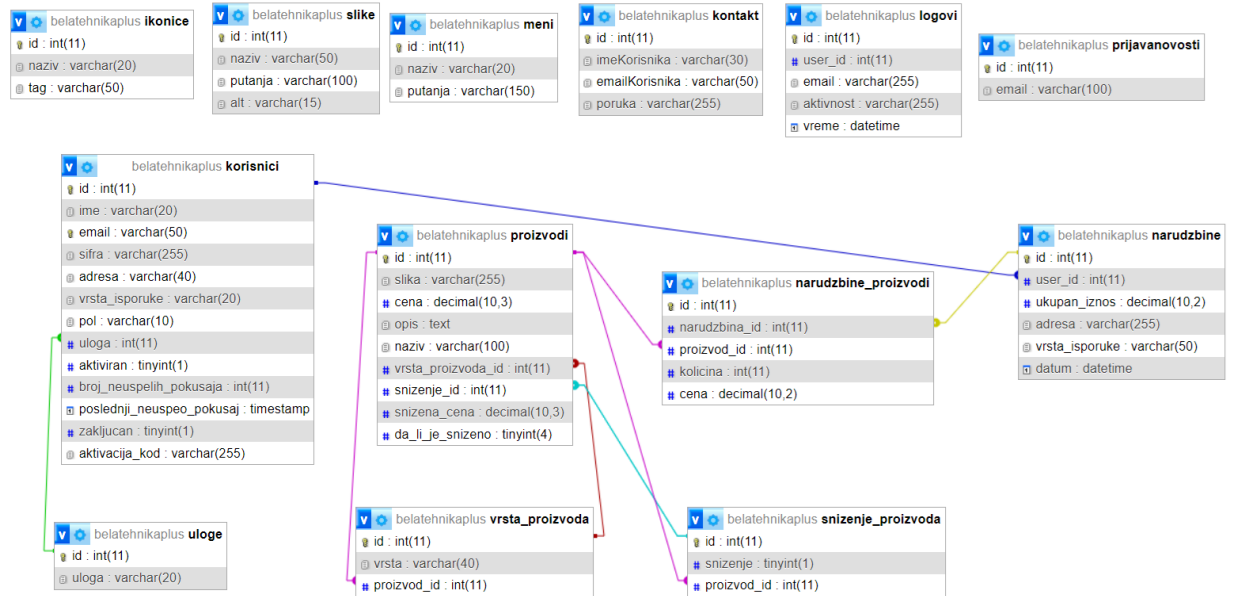 belatehnikaplus ikonice
id : int(11)
naziv : varchar(20)
tag : varchar(50)
belatehnikaplus slike
id : int(11)
naziv : varchar(50)
putanja : varchar(100)
alt : varchar(15)
belatehnikaplus meni
id : int(11)
naziv : varchar(20)
putanja : varchar(150)
belatehnikaplus kontakt
id : int(11)
imeKorisnika : varchar(30)
emailKorisnika : varchar(50)
poruka : varchar(255)
belatehnikaplus logovi
id : int(11)
user_id : int(11)
email : varchar(255)
aktivnost : varchar(255)
vreme : datetime
belatehnikaplus prijavanovosti
id : int(11)
email : varchar(100)
belatehnikaplus korisnici
id : int(11)
ime : varchar(20)
email : varchar(50)
sifra : varchar(255)
adresa : varchar(40)
vrsta_isporuke : varchar(20)
pol : varchar(10)
uloga : int(11)
aktiviran : tinyint(1)
broj_neuspelih_pokusaja : int(11)
poslednji_neuspeo_pokusaj : timestamp
zakljucan : tinyint(1)
aktivacija_kod : varchar(255)
belatehnikaplus proizvodi
id : int(11)
slika : varchar(255)
cena : decimal(10,3)
opis : text
naziv : varchar(100)
vrsta_proizvoda_id : int(11)
snizenje_id : int(11)
snizena_cena : decimal(10,3)
da_li_je_snizeno : tinyint(4)
belatehnikaplus narudzbine_proizvodi
id : int(11)
narudzbina_id : int(11)
proizvod_id : int(11)
kolicina : int(11)
cena : decimal(10,2)
belatehnikaplus narudzbine
id : int(11)
user_id : int(11)
ukupan_iznos : decimal(10,2)
adresa : varchar(255)
vrsta_isporuke : varchar(50)
datum : datetime
belatehnikaplus uloge
id : int(11)
uloga : varchar(20)
belatehnikaplus vrsta_proizvoda
id : int(11)
vrsta : varchar(40)
proizvod_id : int(11)
belatehnikaplus snizenje_proizvoda
id : int(11)
snizenje : tinyint(1)
proizvod_id : int(11)